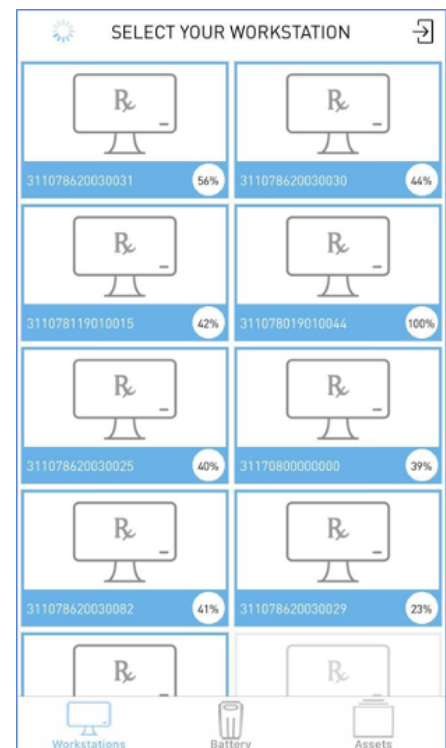 SELECT YOUR WORKSTATION
Rx Rx
311078620030031 56% 311078620030030 44%
Rx Rx
311078119010015 42% 311078019010044 100%
Rx Rx
311078620030025 40% 31170800000000 39%
Rx Rx
311078620030082 41% 311078620030029 23%
Rx Rx
Workstations Battery Assets